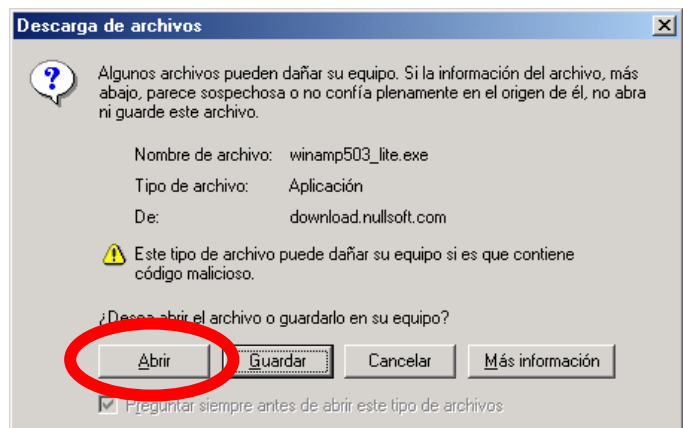 Descarga de archivos
Algunos archivos pueden dañar su equipo. Si la información del archivo, más
abajo, parece sospechosa o no confía plenamente en el origen de él, no abra
ni guarde este archivo.
Nombre de archivo: winamp503_lite.exe
Tipo de archivo: Aplicación
De: download.nullsoft.com
Este tipo de archivo puede dañar su equipo si es que contiene
código malicioso.
¿Desea abrir el archivo o guardarlo en su equipo?
Abrir Guardar Cancelar Más información
Preguntar siempre antes de abrir este tipo de archivos